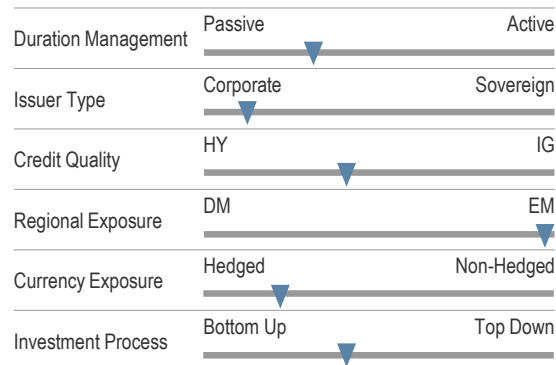 Duration Management
Passive Active
Issuer Type
Corporate Sovereign
Credit Quality
HY IG
Regional Exposure
DM EM
Currency Exposure
Hedged Non-Hedged
Investment Process
Bottom Up Top Down